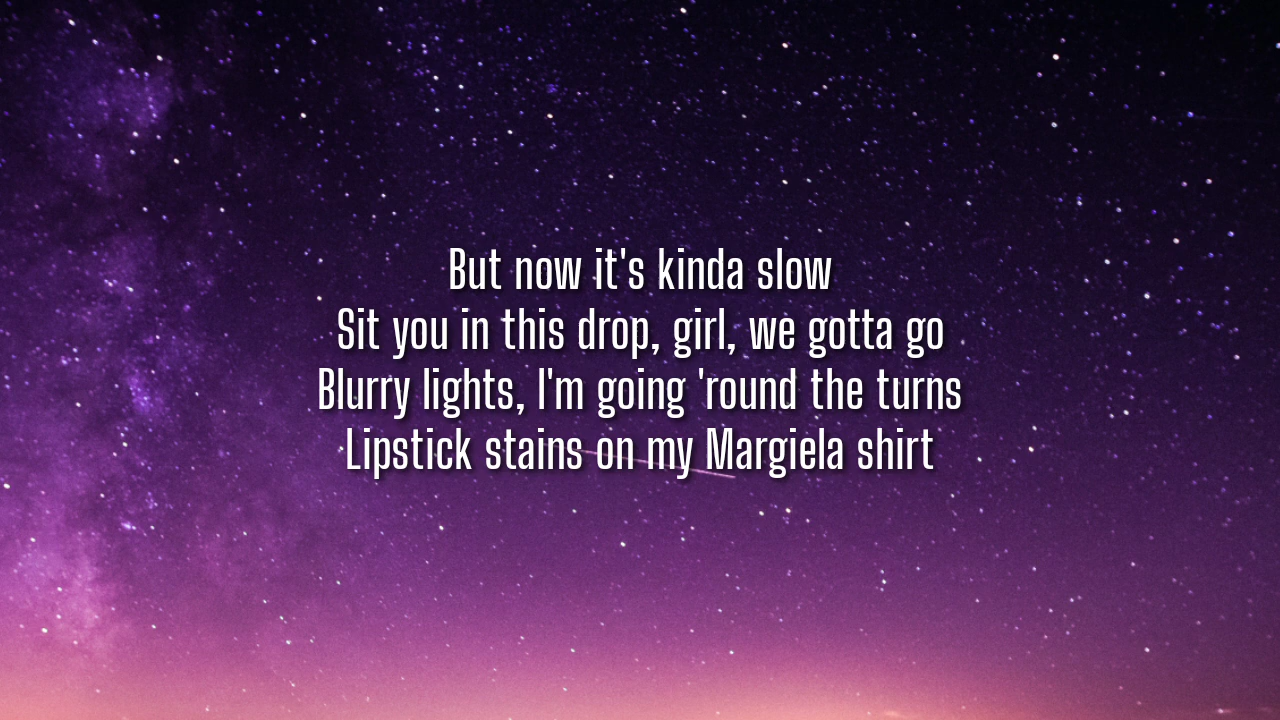 But now it's kinda slow
Sit you in this drop, girl, we gotta go
Blurry lights, I'm going 'round the turns
Lipstick stains on my Margiela shirt